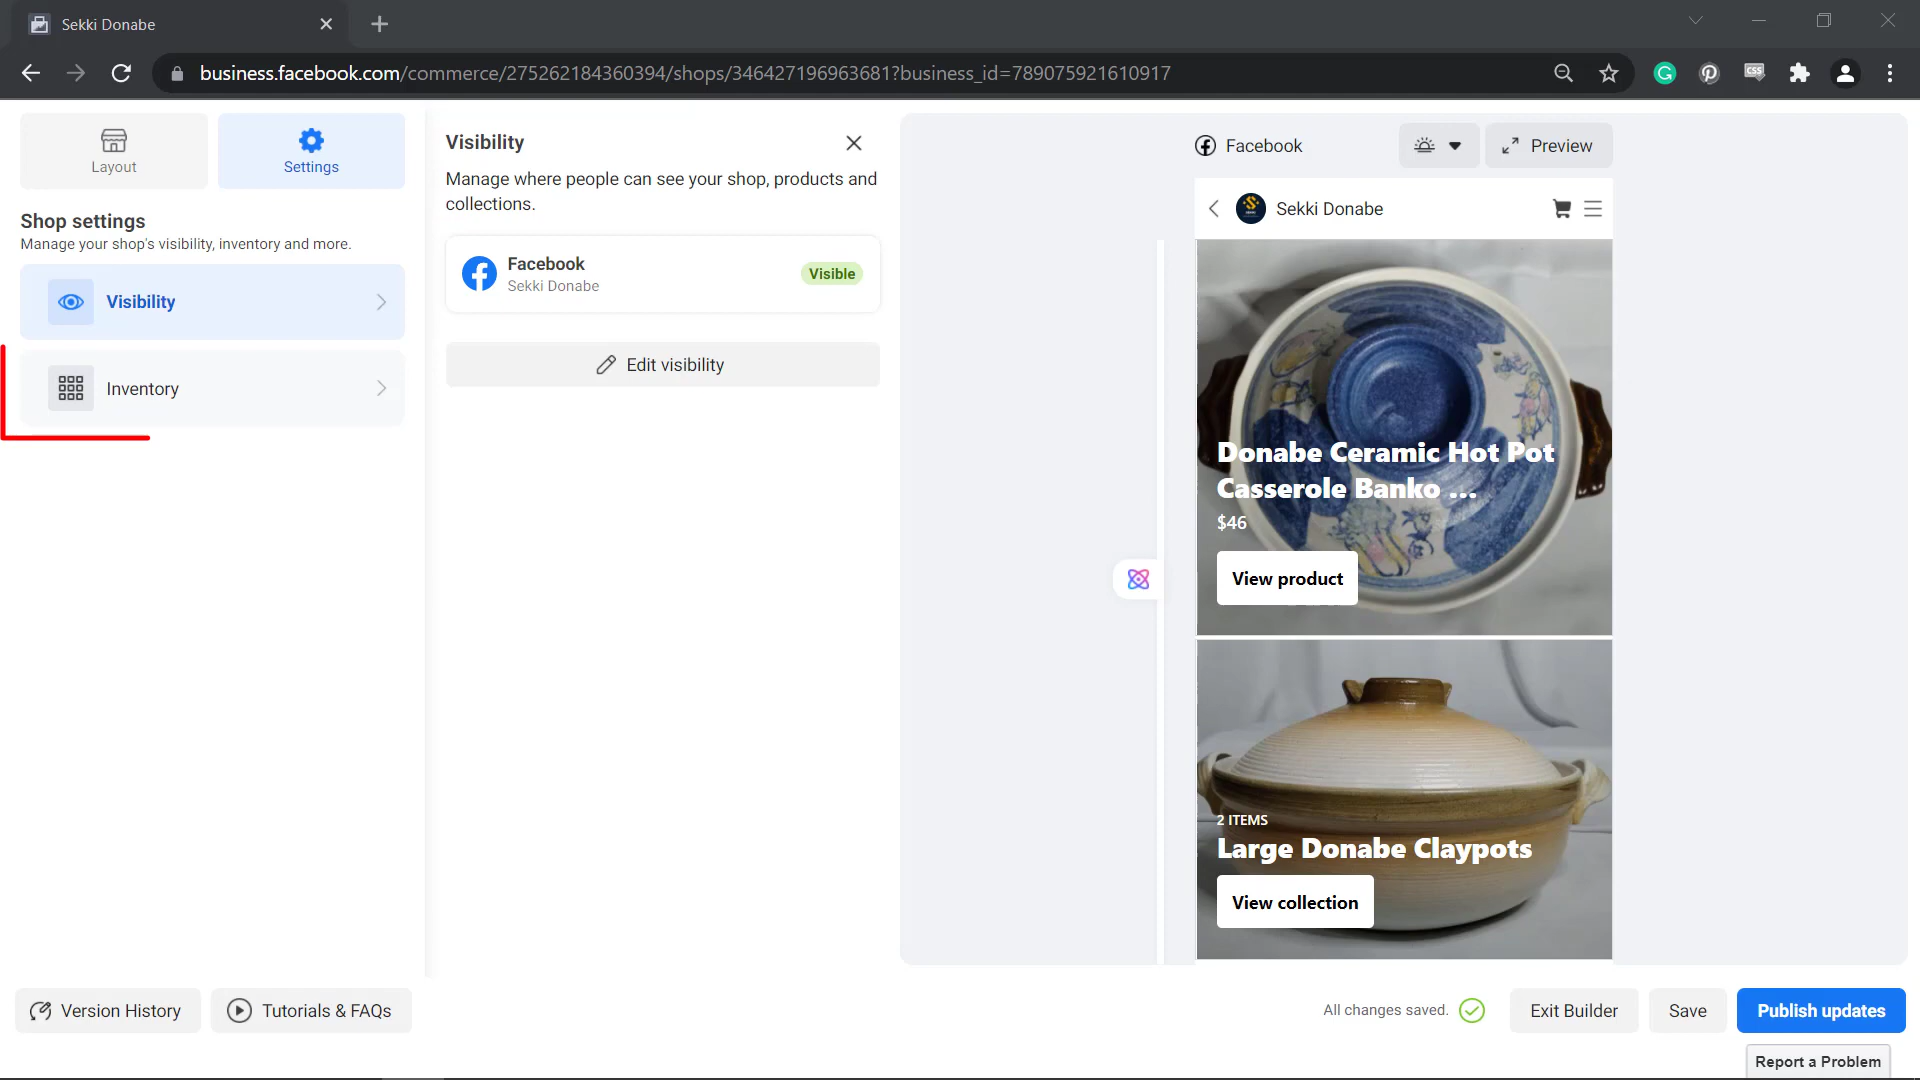 Sekki Donabe
business.facebook.com/commerce/275262184360394/shops/346427196963681?business_id=789075921610917
Layout
Settings
Shop settings
Manage your shop's visibility, inventory and more.
Visibility
Inventory
Visibility
Manage where people can see your shop, products and
collections.
Facebook
Sekki Donabe
Visible
Edit visibility
Facebook
Preview
Sekki Donabe
Donabe Ceramic Hot Pot
Casserole Banko ...
$46
View product
2 ITEMS
Large Donabe Claypots
View collection
Version History
Tutorials & FAQs
All changes saved.
Exit Builder
Save
Publish updates
Report a Problem